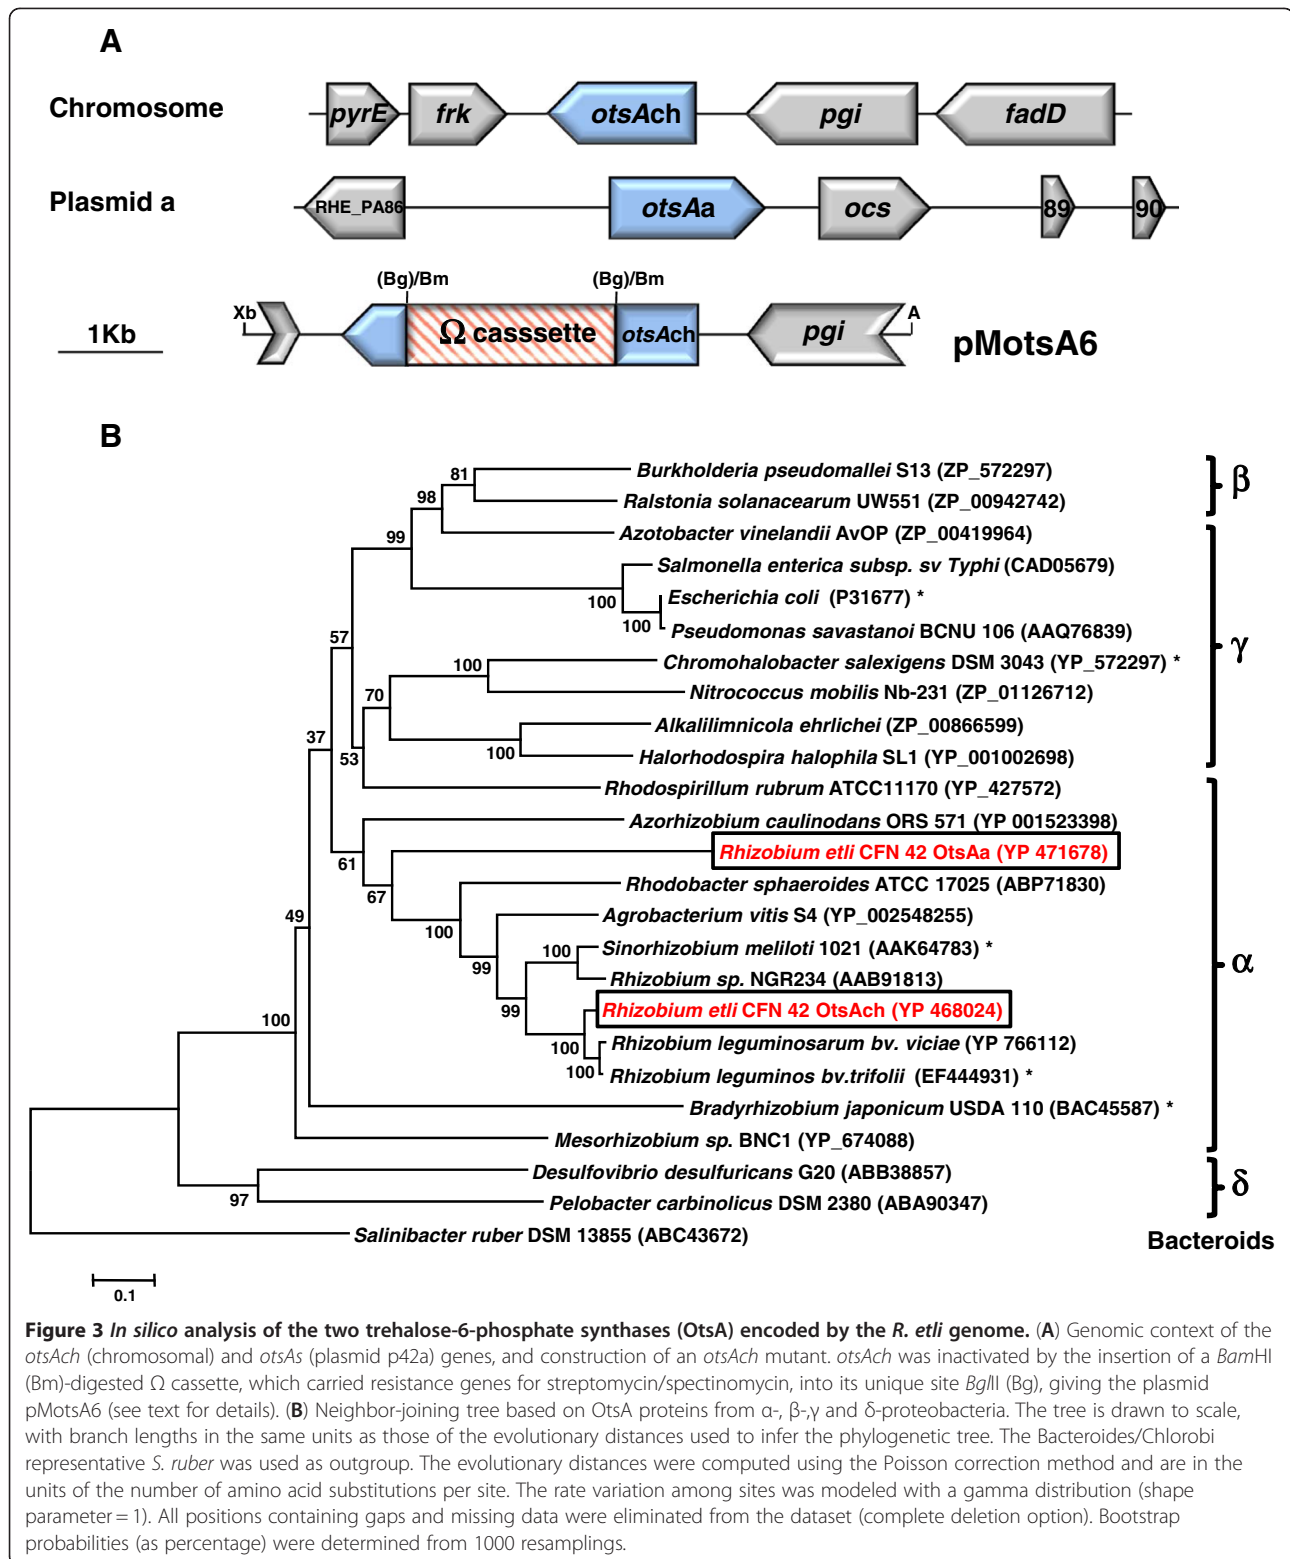 A
Chromosome
pyrE
frk
otsAch
pgi
fadD
Plasmid a
RHE_PA86
otsAa
ocs
89
90
(Bg)/Bm
(Bg)/Bm
Xb
A
1Kb
Ω casssette
otsAch
pgi
pMotsA6
B
81
Burkholderia pseudomallei S13 (ZP_572297)
β
98
Ralstonia solanacearum UW551 (ZP_00942742)
99
Azotobacter vinelandii AvOP (ZP_00419964)
Salmonella enterica subsp. sv Typhi (CAD05679)
100
Escherichia coli (P31677) *
100
Pseudomonas savastanoi BCNU 106 (AAQ76839)
57
γ
100
Chromohalobacter salexigens DSM 3043 (YP_572297) *
70
Nitrococcus mobilis Nb-231 (ZP_01126712)
Alkalilimnicola ehrlichei (ZP_00866599)
37
53
100
Halorhodospira halophila SL1 (YP_001002698)
Rhodospirillum rubrum ATCC11170 (YP_427572)
Azorhizobium caulinodans ORS 571 (YP 001523398)
61
Rhizobium etli CFN 42 OtsAa (YP 471678)
67
Rhodobacter sphaeroides ATCC 17025 (ABP71830)
49
100
Agrobacterium vitis S4 (YP_002548255)
100
Sinorhizobium meliloti 1021 (AAK64783) *
99
α
Rhizobium sp. NGR234 (AAB91813)
99
Rhizobium etli CFN 42 OtsAch (YP 468024)
100
100
Rhizobium leguminosarum bv. viciae (YP 766112)
100
Rhizobium leguminos bv.trifolii (EF444931) *
Bradyrhizobium japonicum USDA 110 (BAC45587) *
Mesorhizobium sp. BNC1 (YP_674088)
Desulfovibrio desulfuricans G20 (ABB38857)
δ
97
Pelobacter carbinolicus DSM 2380 (ABA90347)
Salinibacter ruber DSM 13855 (ABC43672)
Bacteroids
0.1
Figure 3 In silico analysis of the two trehalose-6-phosphate synthases (OtsA) encoded by the R. etli genome. (A) Genomic context of the
otsAch (chromosomal) and otsAs (plasmid p42a) genes, and construction of an otsAch mutant. otsAch was inactivated by the insertion of a BamHI
(Bm)-digested Ω cassette, which carried resistance genes for streptomycin/spectinomycin, into its unique site BglII (Bg), giving the plasmid
pMotsA6 (see text for details). (B) Neighbor-joining tree based on OtsA proteins from α-, β-,γ and δ-proteobacteria. The tree is drawn to scale,
with branch lengths in the same units as those of the evolutionary distances used to infer the phylogenetic tree. The Bacteroides/Chlorobi
representative S. ruber was used as outgroup. The evolutionary distances were computed using the Poisson correction method and are in the
units of the number of amino acid substitutions per site. The rate variation among sites was modeled with a gamma distribution (shape
parameter = 1). All positions containing gaps and missing data were eliminated from the dataset (complete deletion option). Bootstrap
probabilities (as percentage) were determined from 1000 resamplings.